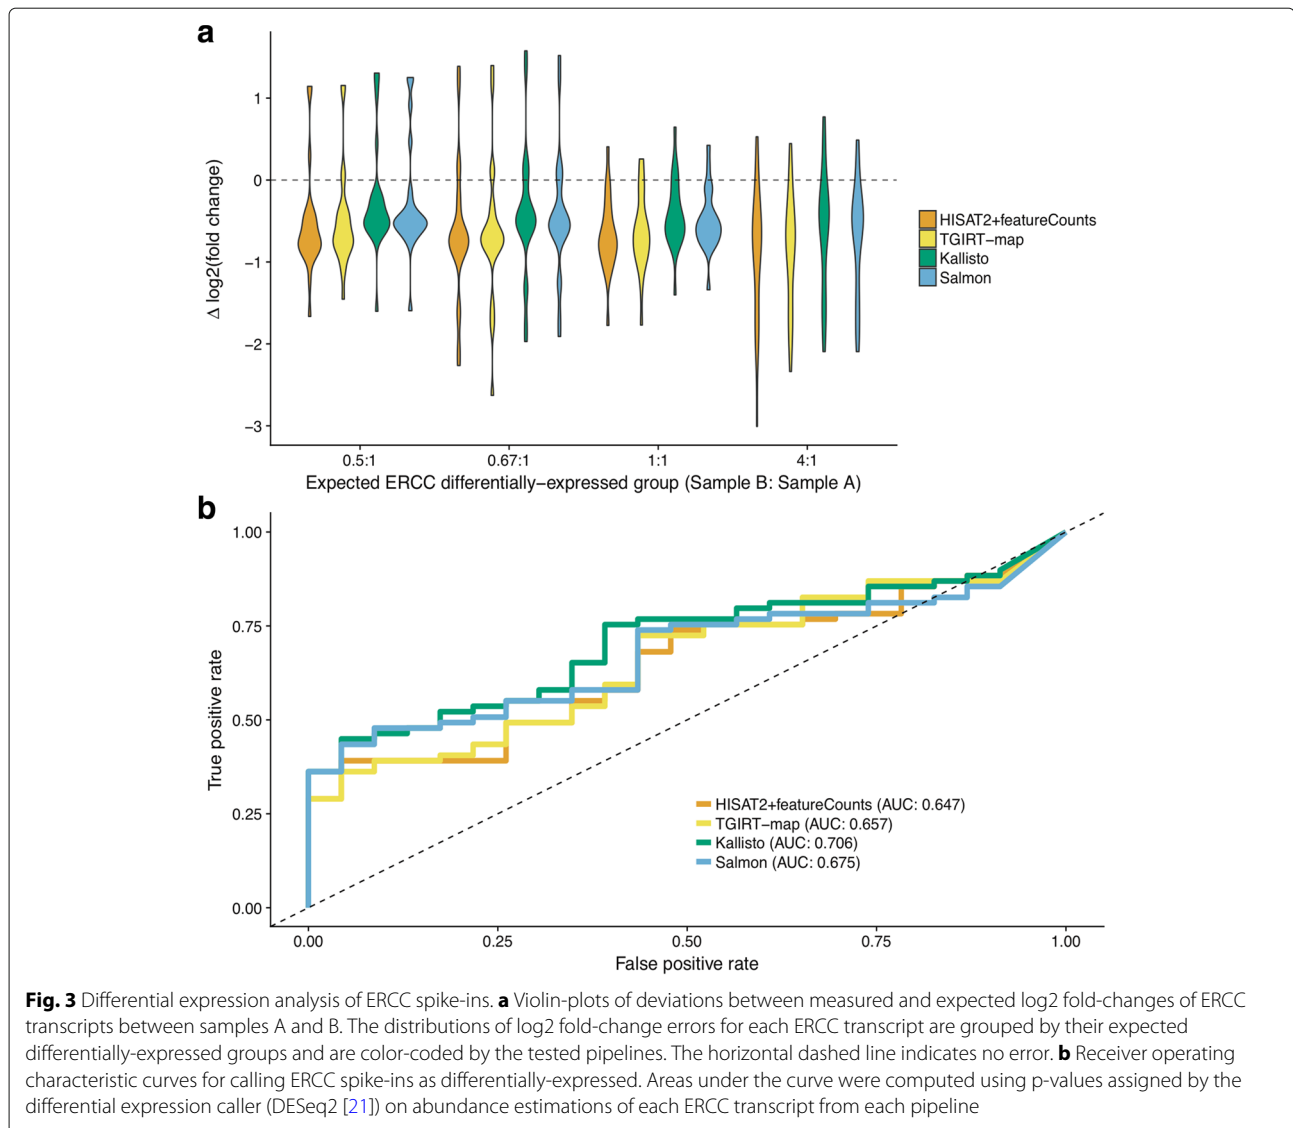 a
1
0
−1
−2
−3
Δ log2(fold change)
0.5:1 0.67:1 1:1 4:1
Expected ERCC differentially−expressed group (Sample B: Sample A)
HISAT2+featureCounts
TGIRT−map
Kallisto
Salmon
b
1.00
0.75
0.50
0.25
0.00
True positive rate
HISAT2+featureCounts (AUC: 0.647)
TGIRT−map (AUC: 0.657)
Kallisto (AUC: 0.706)
Salmon (AUC: 0.675)
0.00 0.25 0.50 0.75 1.00
False positive rate
Fig. 3 Differential expression analysis of ERCC spike-ins. a Violin-plots of deviations between measured and expected log2 fold-changes of ERCC
transcripts between samples A and B. The distributions of log2 fold-change errors for each ERCC transcript are grouped by their expected
differentially-expressed groups and are color-coded by the tested pipelines. The horizontal dashed line indicates no error. b Receiver operating
characteristic curves for calling ERCC spike-ins as differentially-expressed. Areas under the curve were computed using p-values assigned by the
differential expression caller (DESeq2 [21]) on abundance estimations of each ERCC transcript from each pipeline